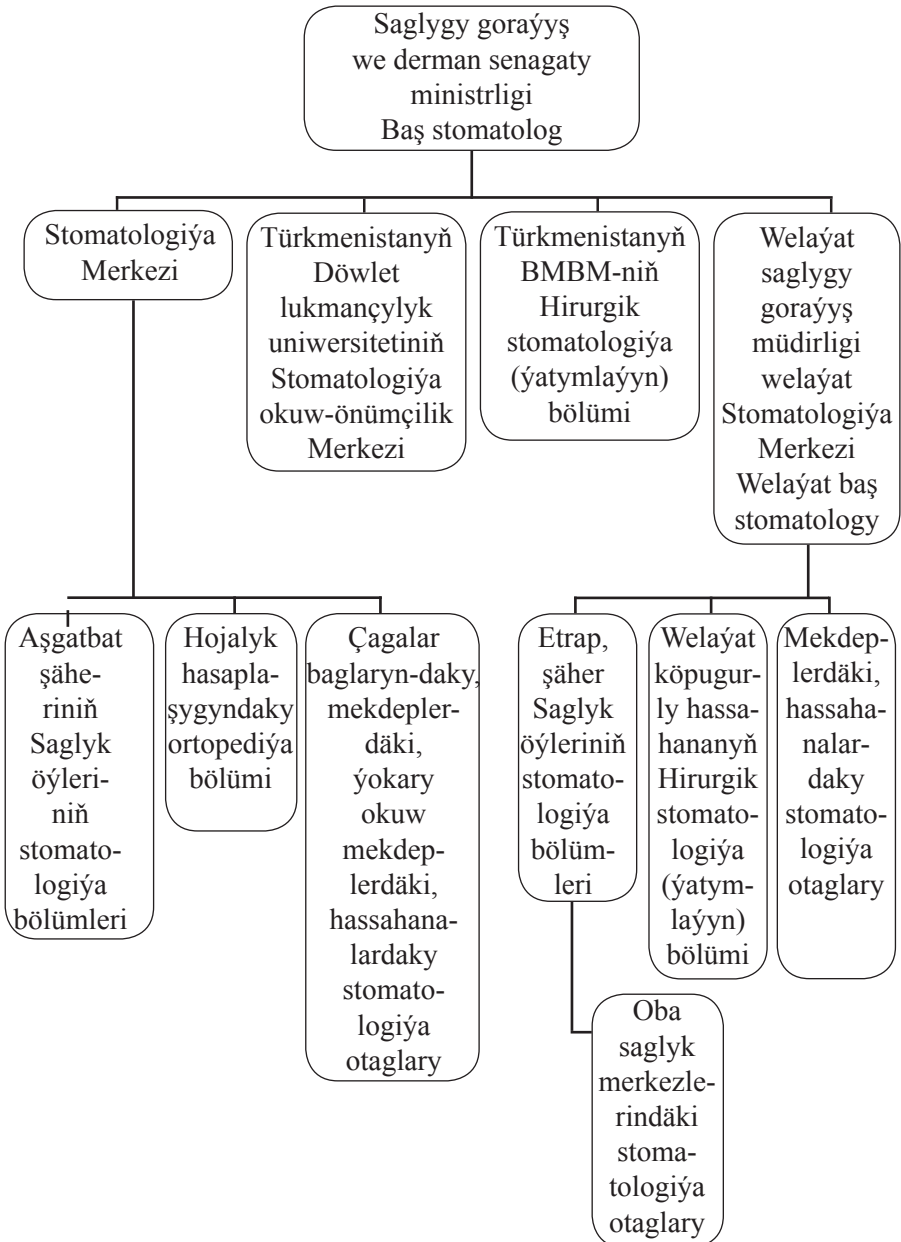 Saglygy goraýyş
we derman senagaty
ministrligi
Baş stomatolog
Stomatologiýa
Merkezi
Türkmenistanyň
Döwlet
lukmançylyk
uniwersitetiniň
Stomatologiýa
okuw-önümçilik
Merkezi
Türkmenistanyň
BMBM-niň
Hirurgik
stomatologiýa
(ýatymlaýyn)
bölümi
Welaýat
saglygy
goraýyş
müdirligi
welaýat
Stomatologiýa
Merkezi
Welaýat baş
stomatology
Aşgatbat
şähe-
riniň
Saglyk
öýleri-
niň
stomato-
logiýa
bölümleri
Hojalyk
hasapla-
şygyndaky
ortopediýa
bölümi
Çagalar
baglaryn-daky,
mekdepler-
däki,
ýokary
okuw
mekdep-
lerdäki,
hassahana-
lardaky
stomato-
logiýa
otaglary
Etrap,
şäher
Saglyk
öýleriniň
stomato-
logiýa
bölüm-
leri
Welaýat
köpugur-
ly hassa-
hananyň
Hirurgik
stomato-
logiýa
(ýatym-
laýyn)
bölümi
Mekdep-
lerdäki,
hassaha-
nalar-
daky
stomato-
logiýa
otaglary
Oba
saglyk
merkezle-
rindäki
stoma-
tologiýa
otaglary